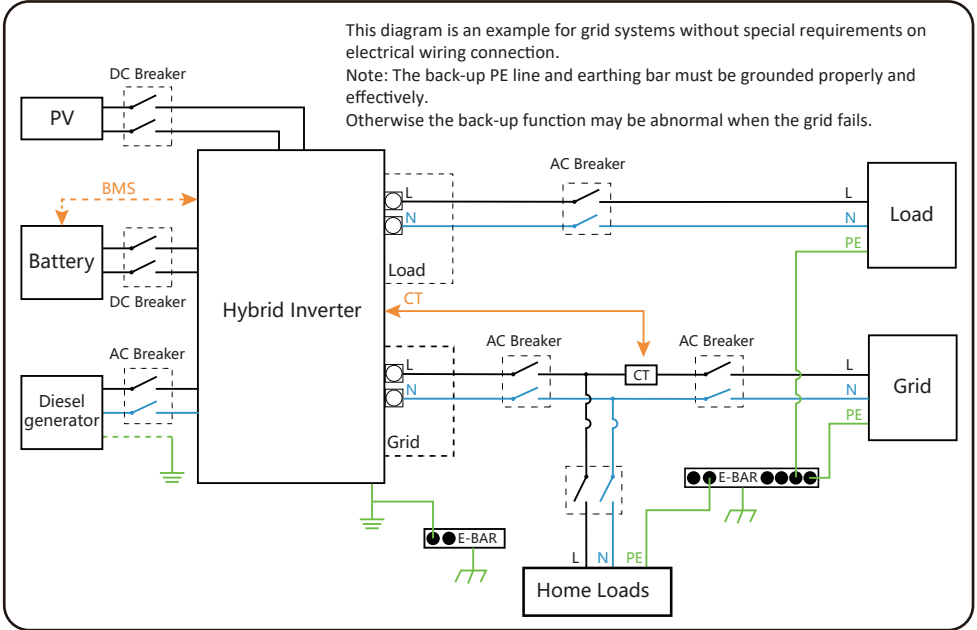 This diagram is an example for grid systems without special requirements on
electrical wiring connection.
Note: The back-up PE line and earthing bar must be grounded properly and
effectively.
Otherwise the back-up function may be abnormal when the grid fails.
DC Breaker
PV
BMS
Battery
DC Breaker
AC Breaker
Diesel
generator
Hybrid Inverter
L
N
Load
CT
L
N
Grid
AC Breaker
L
N
PE
Load
AC Breaker
CT
AC Breaker
L
N
PE
Grid
E-BAR
E-BAR
L
N
PE
Home Loads